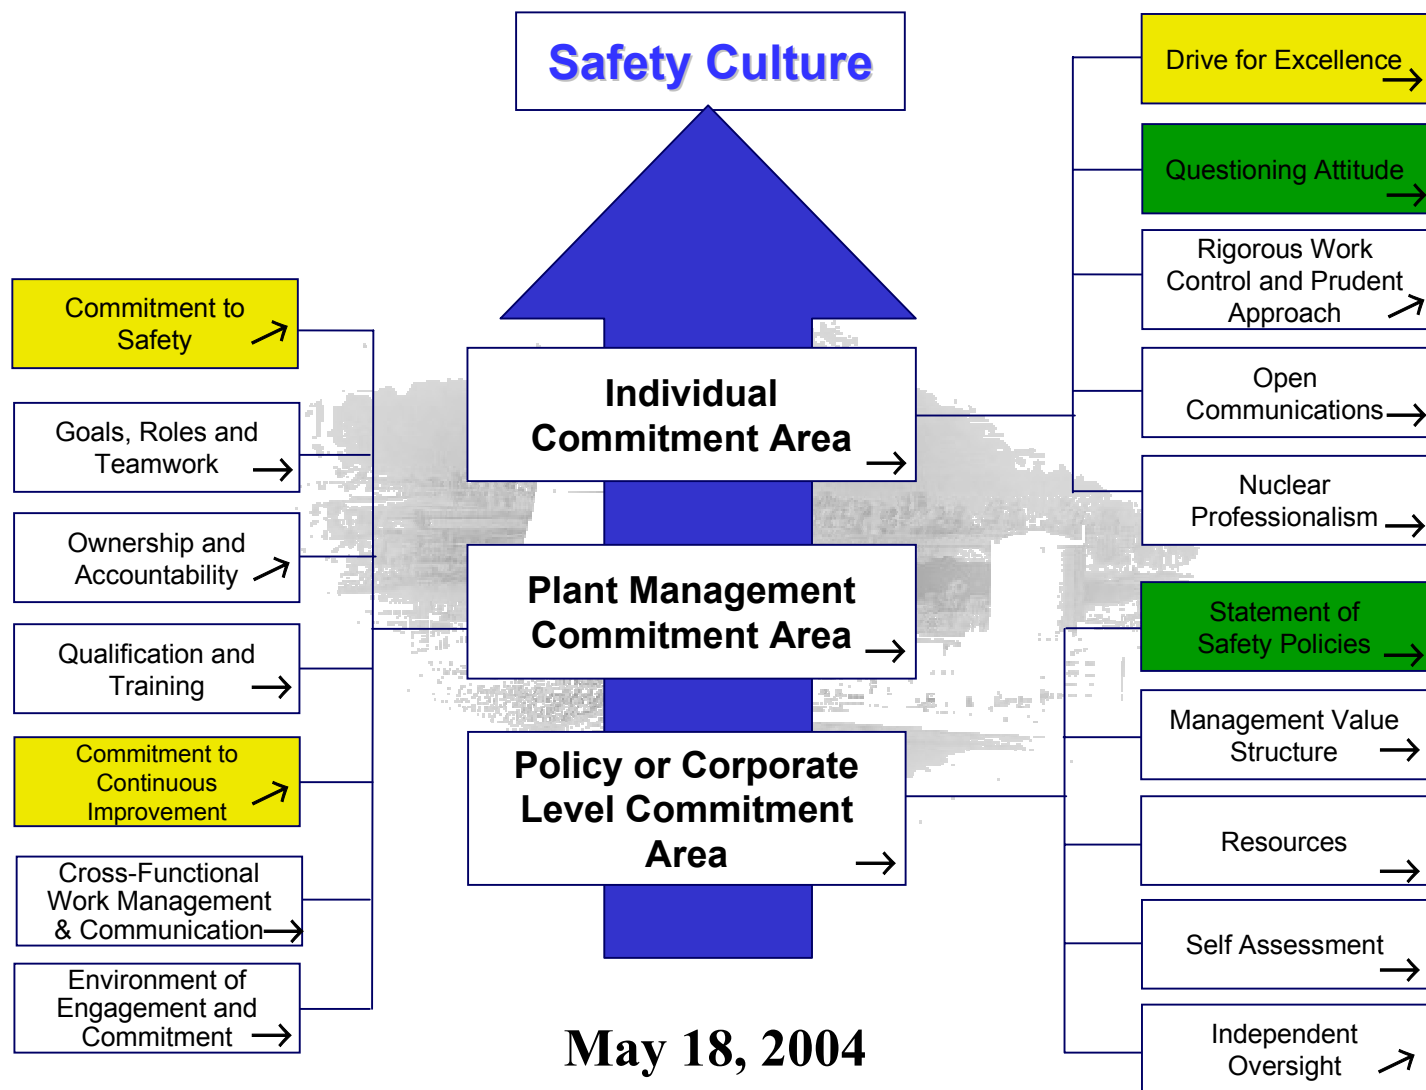 Safety Culture
Commitment to
Safety
Goals, Roles and
Teamwork
Ownership and
Accountability
Qualification and
Training
Commitment to
Continuous
Improvement
Cross-Functional
Work Management
& Communication
Environment of
Engagement and
Commitment
Individual
Commitment Area
Plant Management
Commitment Area
Policy or Corporate
Level Commitment
Area
Drive for Excellence
Questioning Attitude
Rigorous Work
Control and Prudent
Approach
Open
Communications
Nuclear
Professionalism
Statement of
Safety Policies
Management Value
Structure
Resources
Self Assessment
Independent
Oversight
May 18, 2004